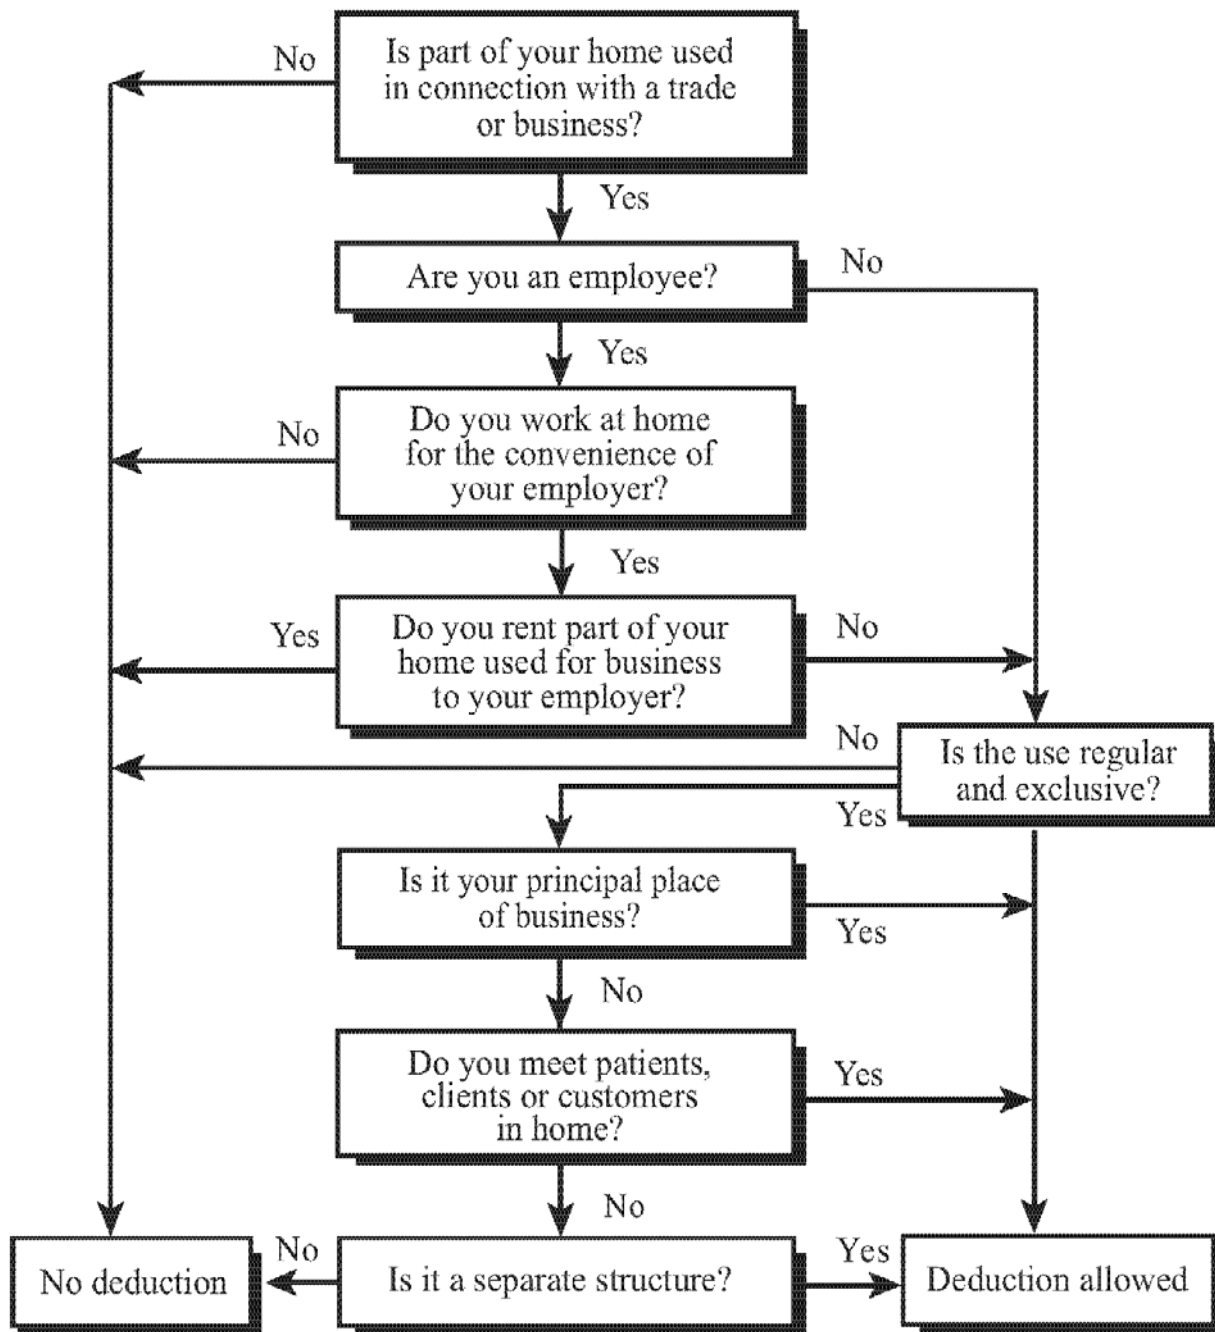 No
Is part of your home used
in connection with a trade
or business?
Yes
Are you an employee?
No
Yes
No
Do you work at home
for the convenience of
your employer?
Yes
Yes
Do you rent part of your
home used for business
to your employer?
No
No
Is the use regular
and exclusive?
Yes
Is it your principal place
of business?
Yes
No
Do you meet patients,
clients or customers
in home?
Yes
No
No deduction
No
Is it a separate structure?
Yes
Deduction allowed